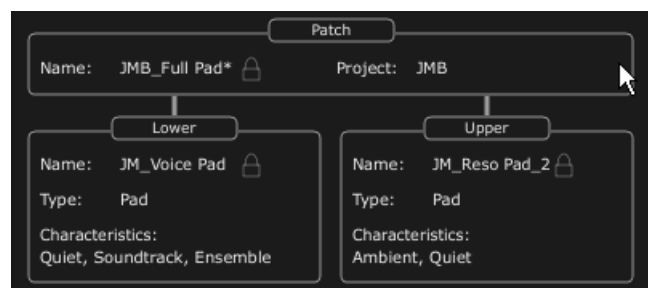 Patch
Name: JMB_Full Pad* Project: JMB
Lower
Name: JM_Voice Pad
Type: Pad
Characteristics:
Quiet, Soundtrack, Ensemble
Upper
Name: JM_Reso Pad_2
Type: Pad
Characteristics:
Ambient, Quiet